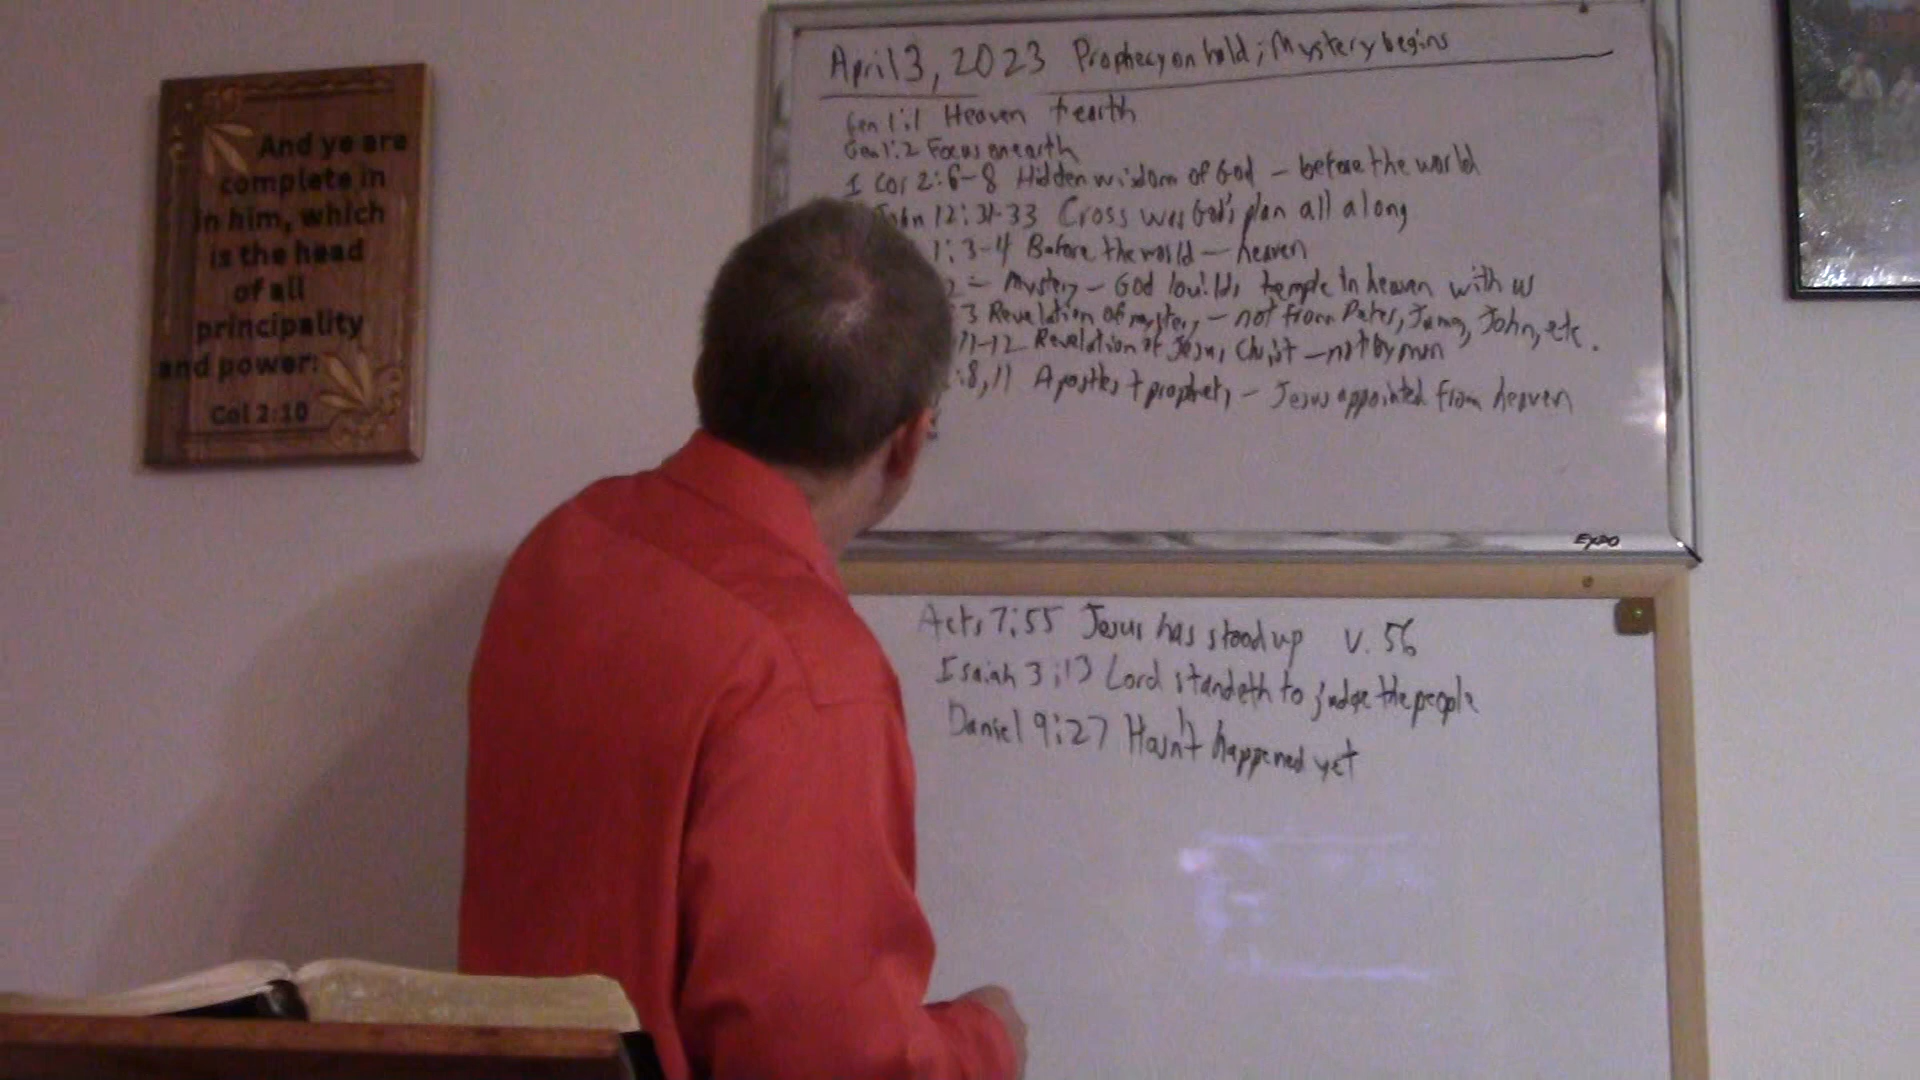 And ye are
complete in
in him, which
is the head
of all
principality
and power:
Col 2:10
April 3, 2023 Prophecy on hold; Mystery begins
Gen 1:1 Heaven + earth
Gen 1:2 Focus on earth
I Cor 2:6-8 Hidden wisdom of God - before the world
John 12:31-33 Cross was God's plan all along
1:3-4 Before the world - heaven
Mystery - God builds temple in heaven with us
3 Revelation of mystery - not from Peter, James, John, etc.
11-12 Revelation of Jesus Christ - not by man
:8,11 Apostles + prophets - Jesus appointed from heaven
EXPO
Acts 7:55 Jesus has stood up v. 56
Isaiah 3:13 Lord standeth to judge the people
Daniel 9:27 Hasn't happened yet